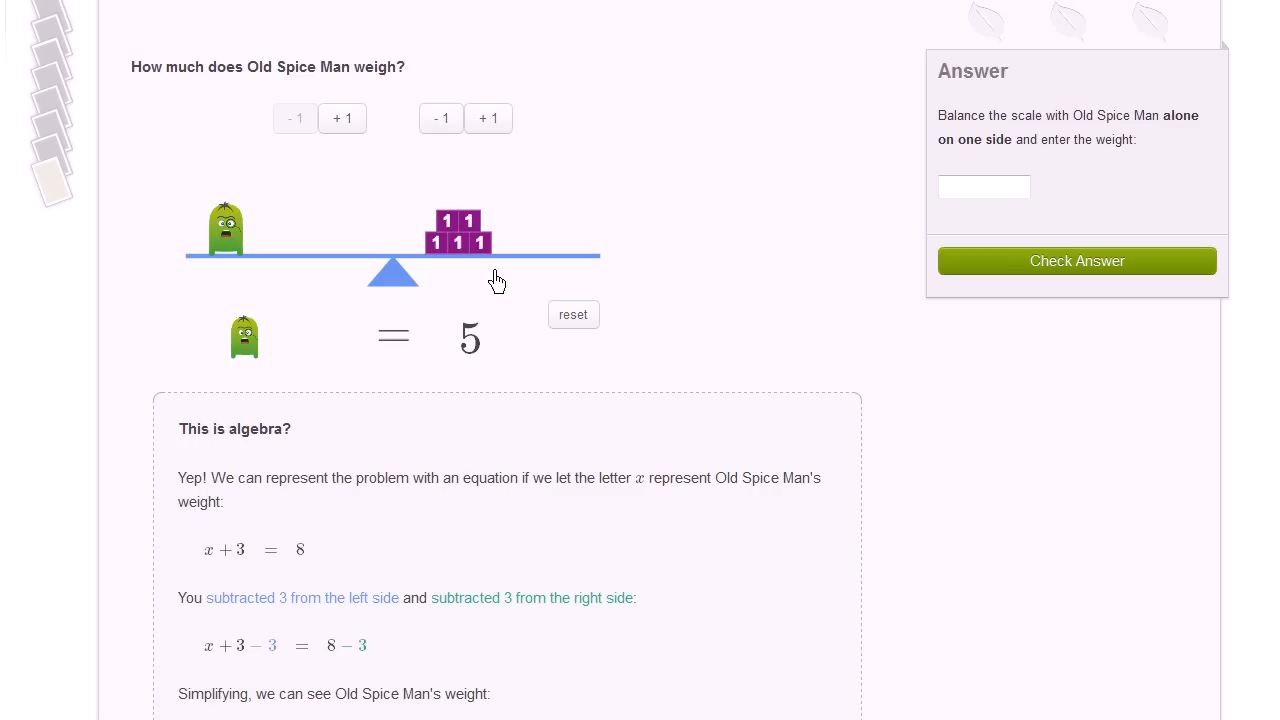 How much does Old Spice Man weigh?
- 1 + 1 - 1 + 1
1 1
1 1 1
= 5
reset
This is algebra?
Yep! We can represent the problem with an equation if we let the letter x represent Old Spice Man's
weight:
x + 3 = 8
You subtracted 3 from the left side and subtracted 3 from the right side:
x + 3 − 3 = 8 − 3
Simplifying, we can see Old Spice Man's weight:
Answer
Balance the scale with Old Spice Man alone
on one side and enter the weight:
Check Answer